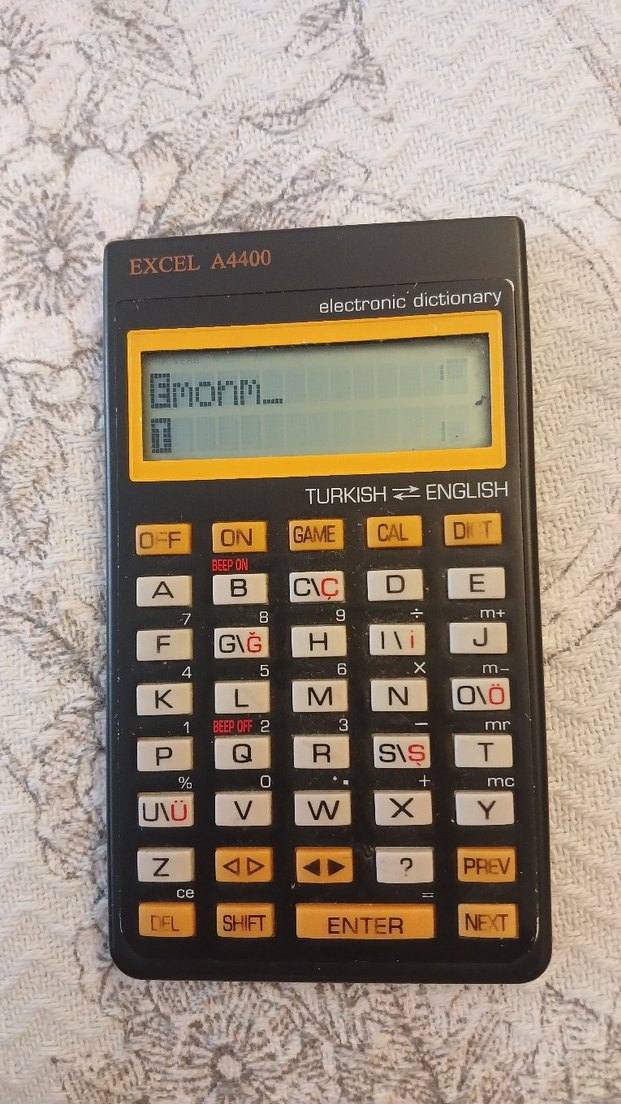 EXCEL A4400
electronic dictionary
E monm_
T
TURKISH ⇄ ENGLISH
OFF ON GAME CAL DICT
BEEP ON
A B C\Ç D E
7 8 9 ÷ m+
F G\Ğ H I\i J
4 5 6 × m−
K L M N O\Ö
1 BEEP OFF 2 3 − mr
P Q R S\Ş T
% 0 . + mc
U\Ü V W X Y
Z ◁▷ ◀▶ ? PREV
ce =
DEL SHIFT ENTER NEXT